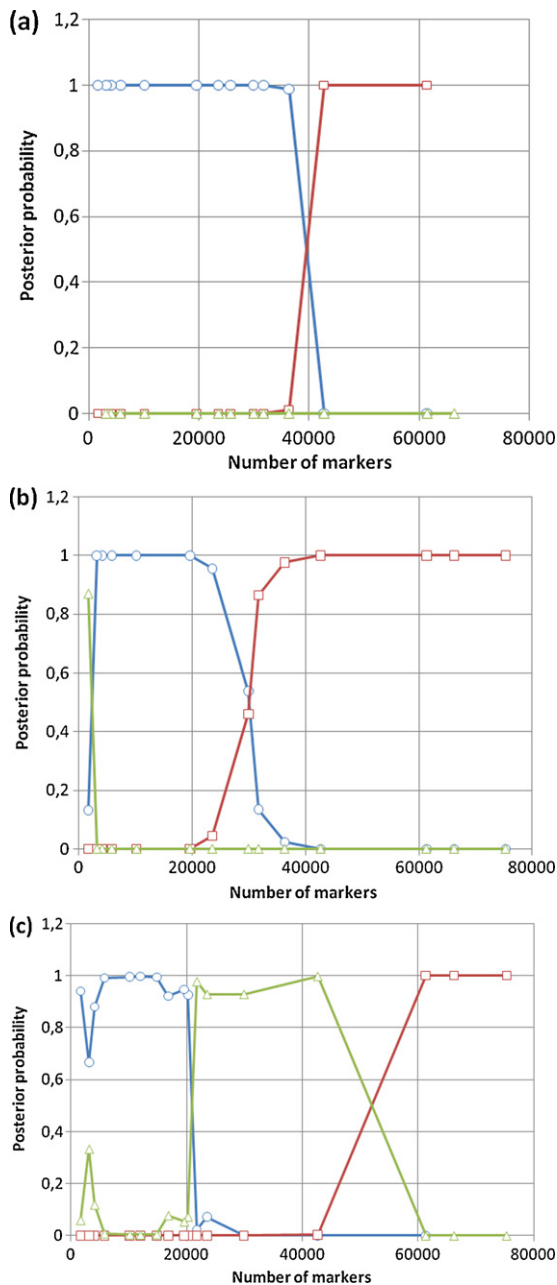 (a)
1,2
1
0,8
0,6
0,4
0,2
0
Posterior probability
0 20000 40000 60000 80000
Number of markers
(b)
1,2
1
0,8
0,6
0,4
0,2
0
Posterior probability
0 20000 40000 60000 80000
Number of markers
(c)
1,2
1
0,8
0,6
0,4
0,2
0
Posterior probability
0 20000 40000 60000 80000
Number of markers